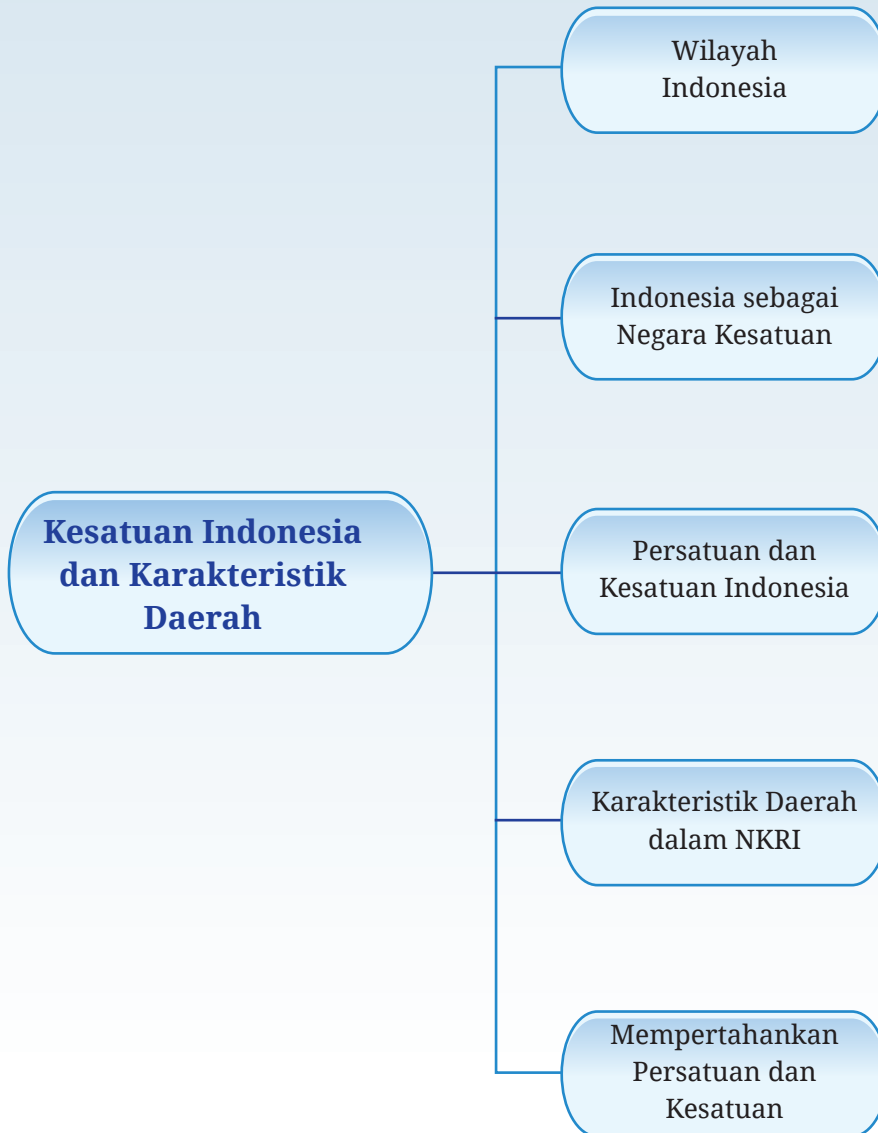 Wilayah
Indonesia
Indonesia sebagai
Negara Kesatuan
Kesatuan Indonesia
dan Karakteristik
Daerah
Persatuan dan
Kesatuan Indonesia
Karakteristik Daerah
dalam NKRI
Mempertahankan
Persatuan dan
Kesatuan